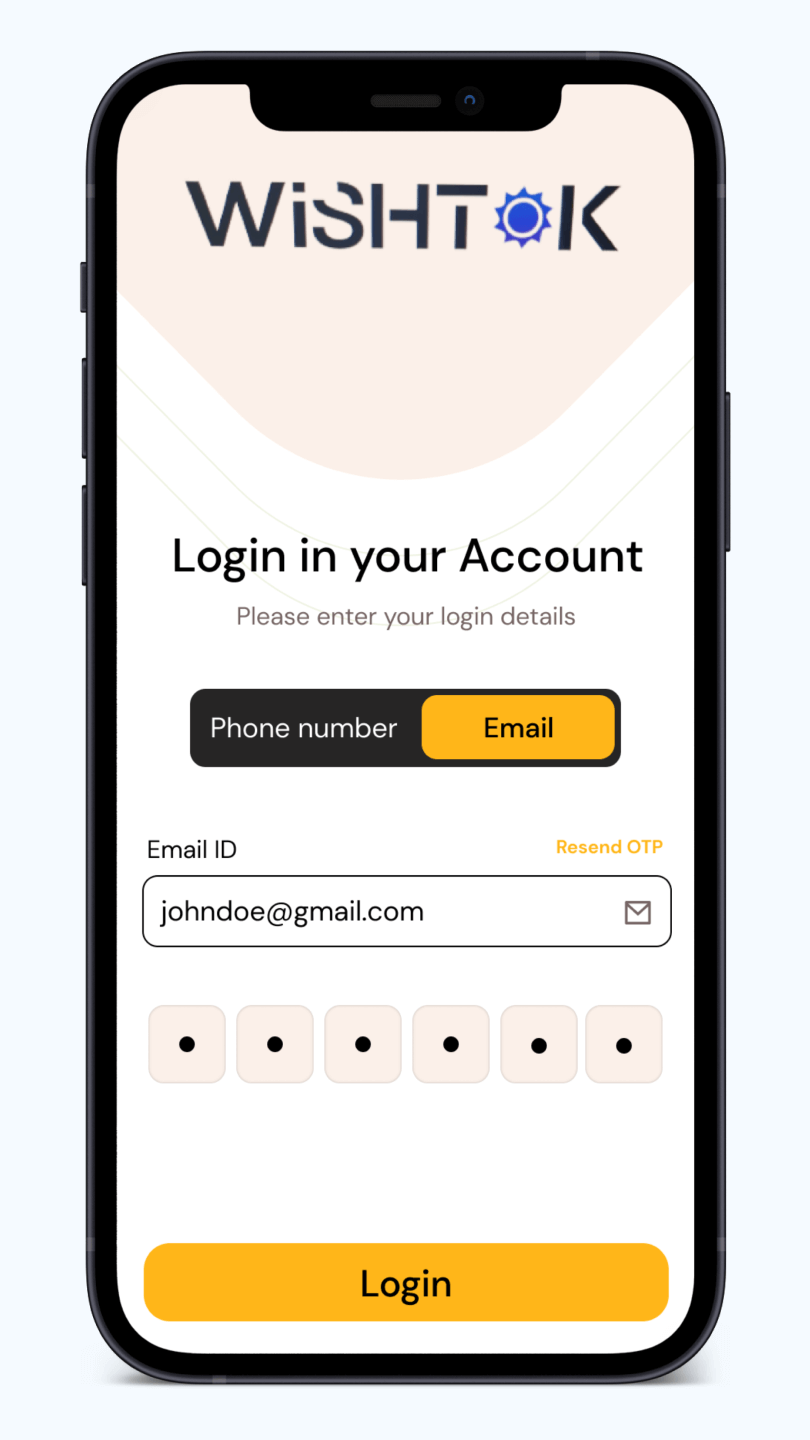 WiSHTOK
Login in your Account
Please enter your login details
Phone number Email
Email ID Resend OTP
johndoe@gmail.com
Login